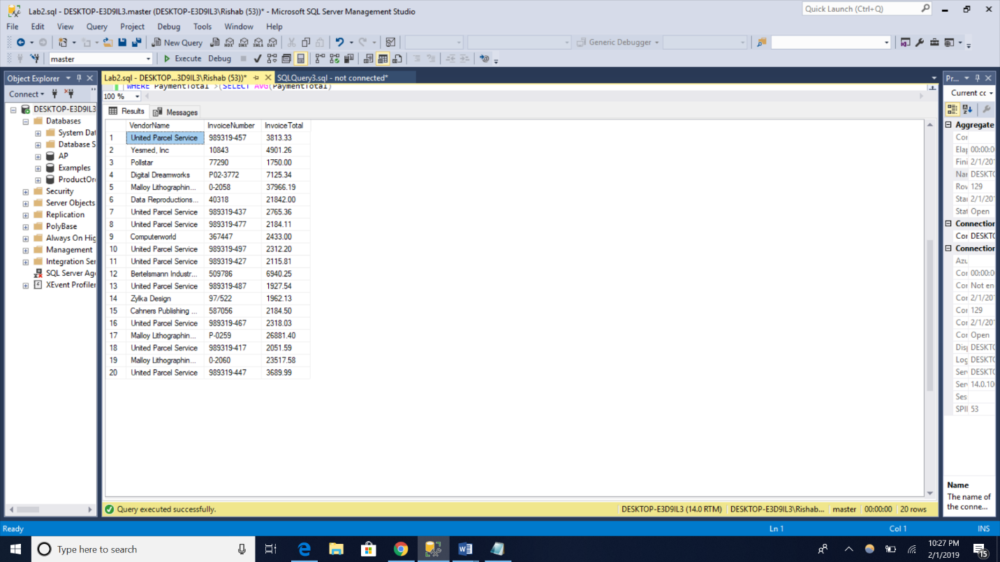 Lab2.sql - DESKTOP-E3D9IL3.master (DESKTOP-E3D9IL3\Rishab (53))* - Microsoft SQL Server Management Studio
Quick Launch (Ctrl+Q)
File Edit View Query Project Debug Tools Window Help
New Query MDX DMX XMLA DAX Generic Debugger
master Execute Debug
Object Explorer
Lab2.sql - DESKTOP...3D9IL3\Rishab (53))* SQLQuery3.sql - not connected*
Pr...
Connect
WHERE PaymentTotal >(SELECT AVG(PaymentTotal)
100 %
Current cc
Results Messages
DESKTOP-E3D9IL3
Databases
System Dat
Database S
AP
Examples
ProductOr
Security
Server Objects
Replication
PolyBase
Always On Hig
Management
Integration Ser
SQL Server Age
XEvent Profiler
VendorName InvoiceNumber InvoiceTotal
1 United Parcel Service 989319-457 3813.33
2 Yesmed, Inc 10843 4901.26
3 Pollstar 77290 1750.00
4 Digital Dreamworks P02-3772 7125.34
5 Malloy Lithographin... 0-2058 37966.19
6 Data Reproductions... 40318 21842.00
7 United Parcel Service 989319-437 2765.36
8 United Parcel Service 989319-477 2184.11
9 Computerworld 367447 2433.00
10 United Parcel Service 989319-497 2312.20
11 United Parcel Service 989319-427 2115.81
12 Bertelsmann Industr... 509786 6940.25
13 United Parcel Service 989319-487 1927.54
14 Zylka Design 97/522 1962.13
15 Cahners Publishing ... 587056 2184.50
16 United Parcel Service 989319-467 2318.03
17 Malloy Lithographin... P-0259 26881.40
18 United Parcel Service 989319-417 2051.59
19 Malloy Lithographin... 0-2060 23517.58
20 United Parcel Service 989319-447 3689.99
Aggregate
Cor
Elap 00:00:0
Fini 2/1/20
Nar DESKTO
Rov 129
Star 2/1/20
Stat Open
Connection
Cor DESKTO
Connection
Azu
Cor 00:00:0
Cor Not en
Cor 2/1/20
Cor 129
Cor 2/1/20
Cor Open
Disp DESKTO
Log DESKTO
Ser DESKTO
Ser 14.0.10
Ses
SPII 53
Name
The name of
the conne...
Query executed successfully. DESKTOP-E3D9IL3 (14.0 RTM) DESKTOP-E3D9IL3\Rishab... master 00:00:00 20 rows
Ready Ln 1 Col 1 INS
Type here to search
10:27 PM
2/1/2019
15